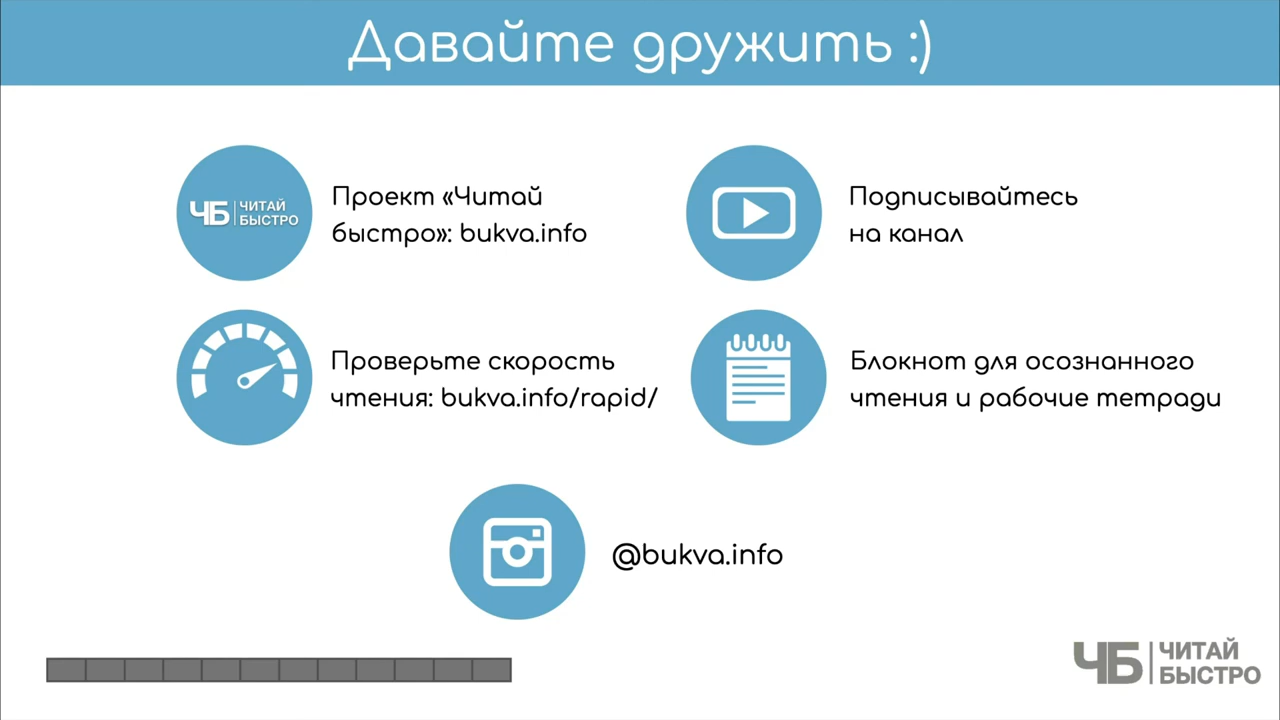 Давайте дружить :)
ЧБ ЧИТАЙ
БЫСТРО
Проект «Читай
быстро»: bukva.info
Подписывайтесь
на канал
Проверьте скорость
чтения: bukva.info/rapid/
Блокнот для осознанного
чтения и рабочие тетради
@bukva.info
ЧБ ЧИТАЙ
БЫСТРО